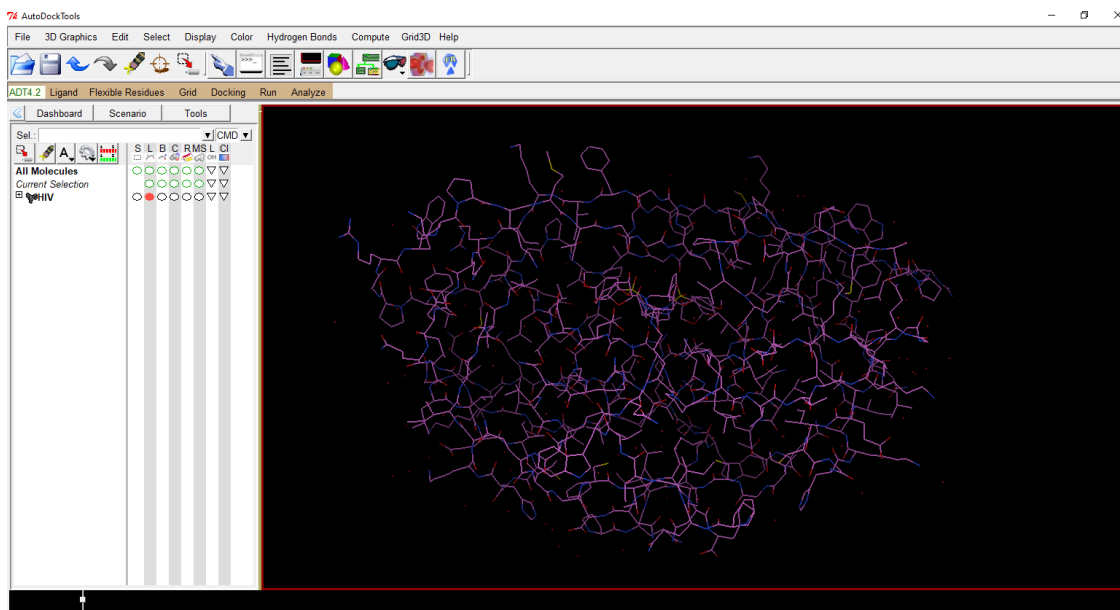 AutoDockTools
File 3D Graphics Edit Select Display Color Hydrogen Bonds Compute Grid3D Help
ADT4.2 Ligand Flexible Residues Grid Docking Run Analyze
Dashboard Scenario Tools
Sel.: CMD
A
S L B C R MS L Cl
All Molecules
Current Selection
HIV